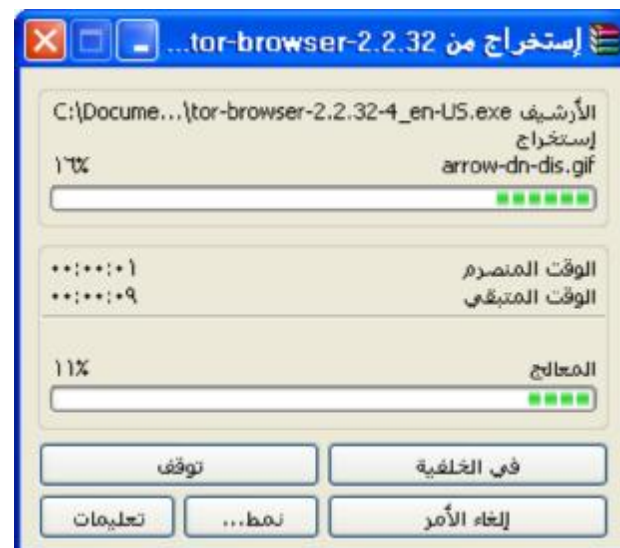 إستخراج من tor-browser-2.2.32...
الأرشيف C:\Docume...\tor-browser-2.2.32-4_en-US.exe
إستخراج
arrow-dn-dis.gif ١٦%
الوقت المنصرم ٠٠:٠٠:٠١
الوقت المتبقي ٠٠:٠٠:٠٩
المعالج ١١%
في الخلفية توقف
إلغاء الأمر نمط... تعليمات